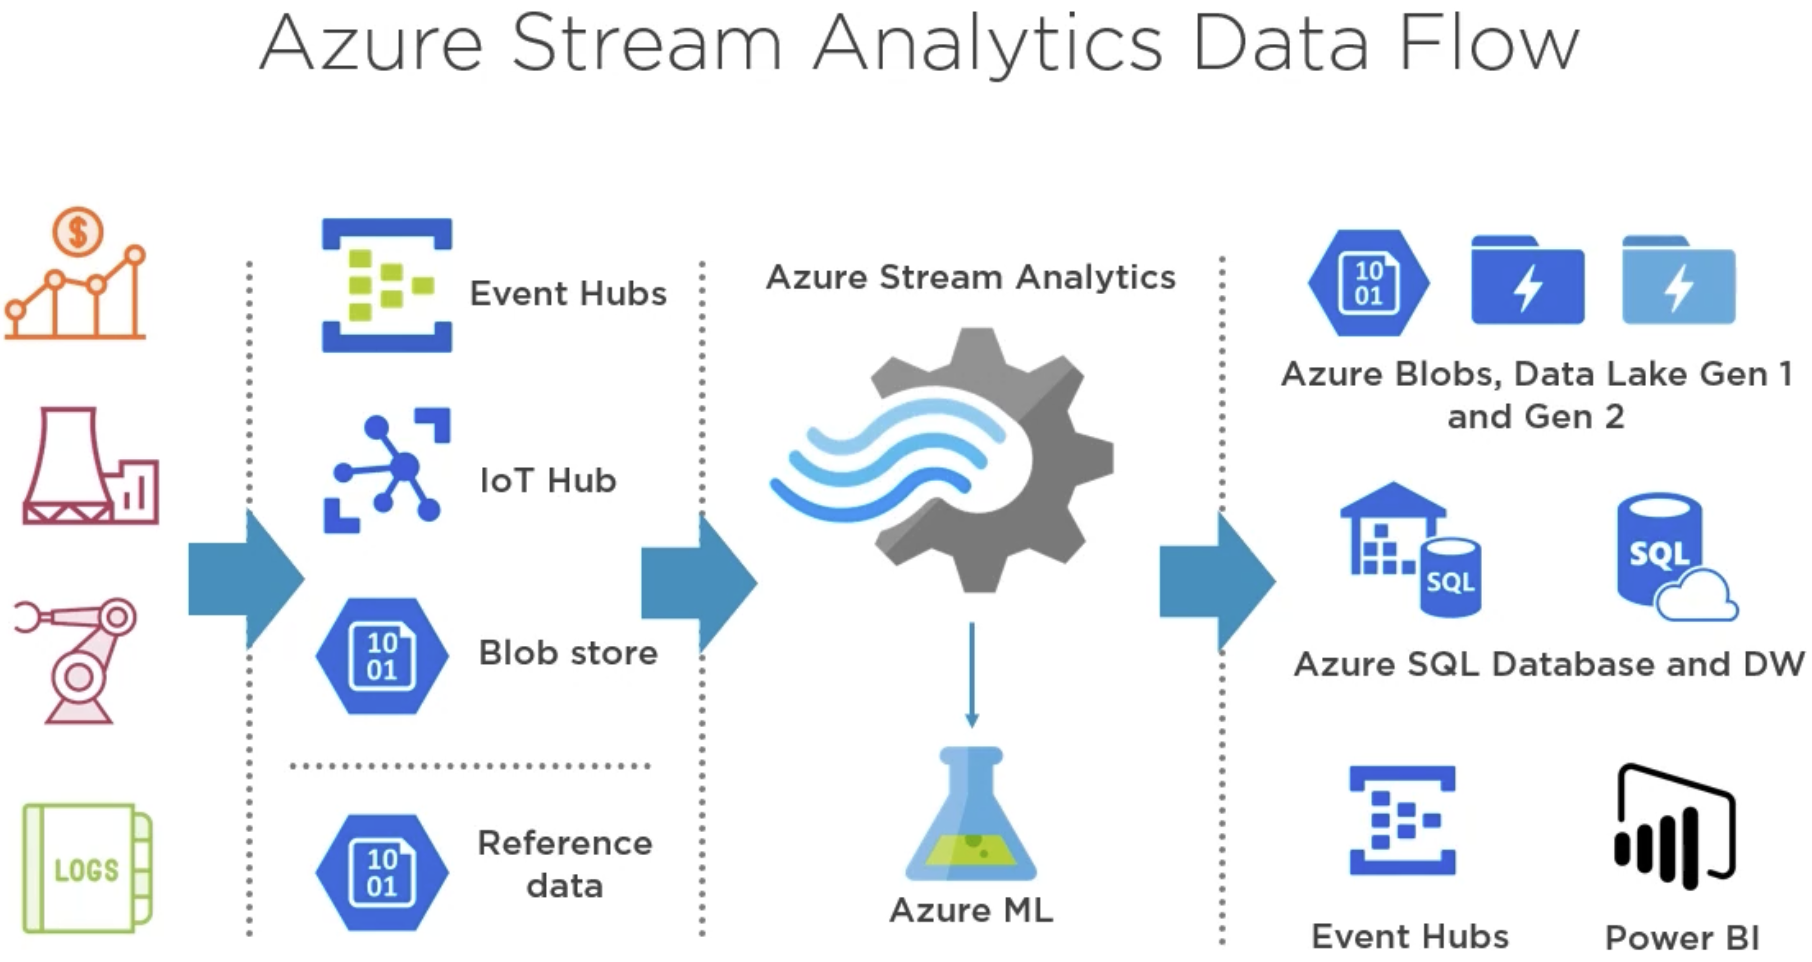 Azure Stream Analytics Data Flow
$
LOGS
Event Hubs
IoT Hub
10
01
Blob store
10
01
Reference
data
Azure Stream Analytics
Azure ML
10
01
Azure Blobs, Data Lake Gen 1
and Gen 2
SQL
SQL
Azure SQL Database and DW
Event Hubs
Power BI